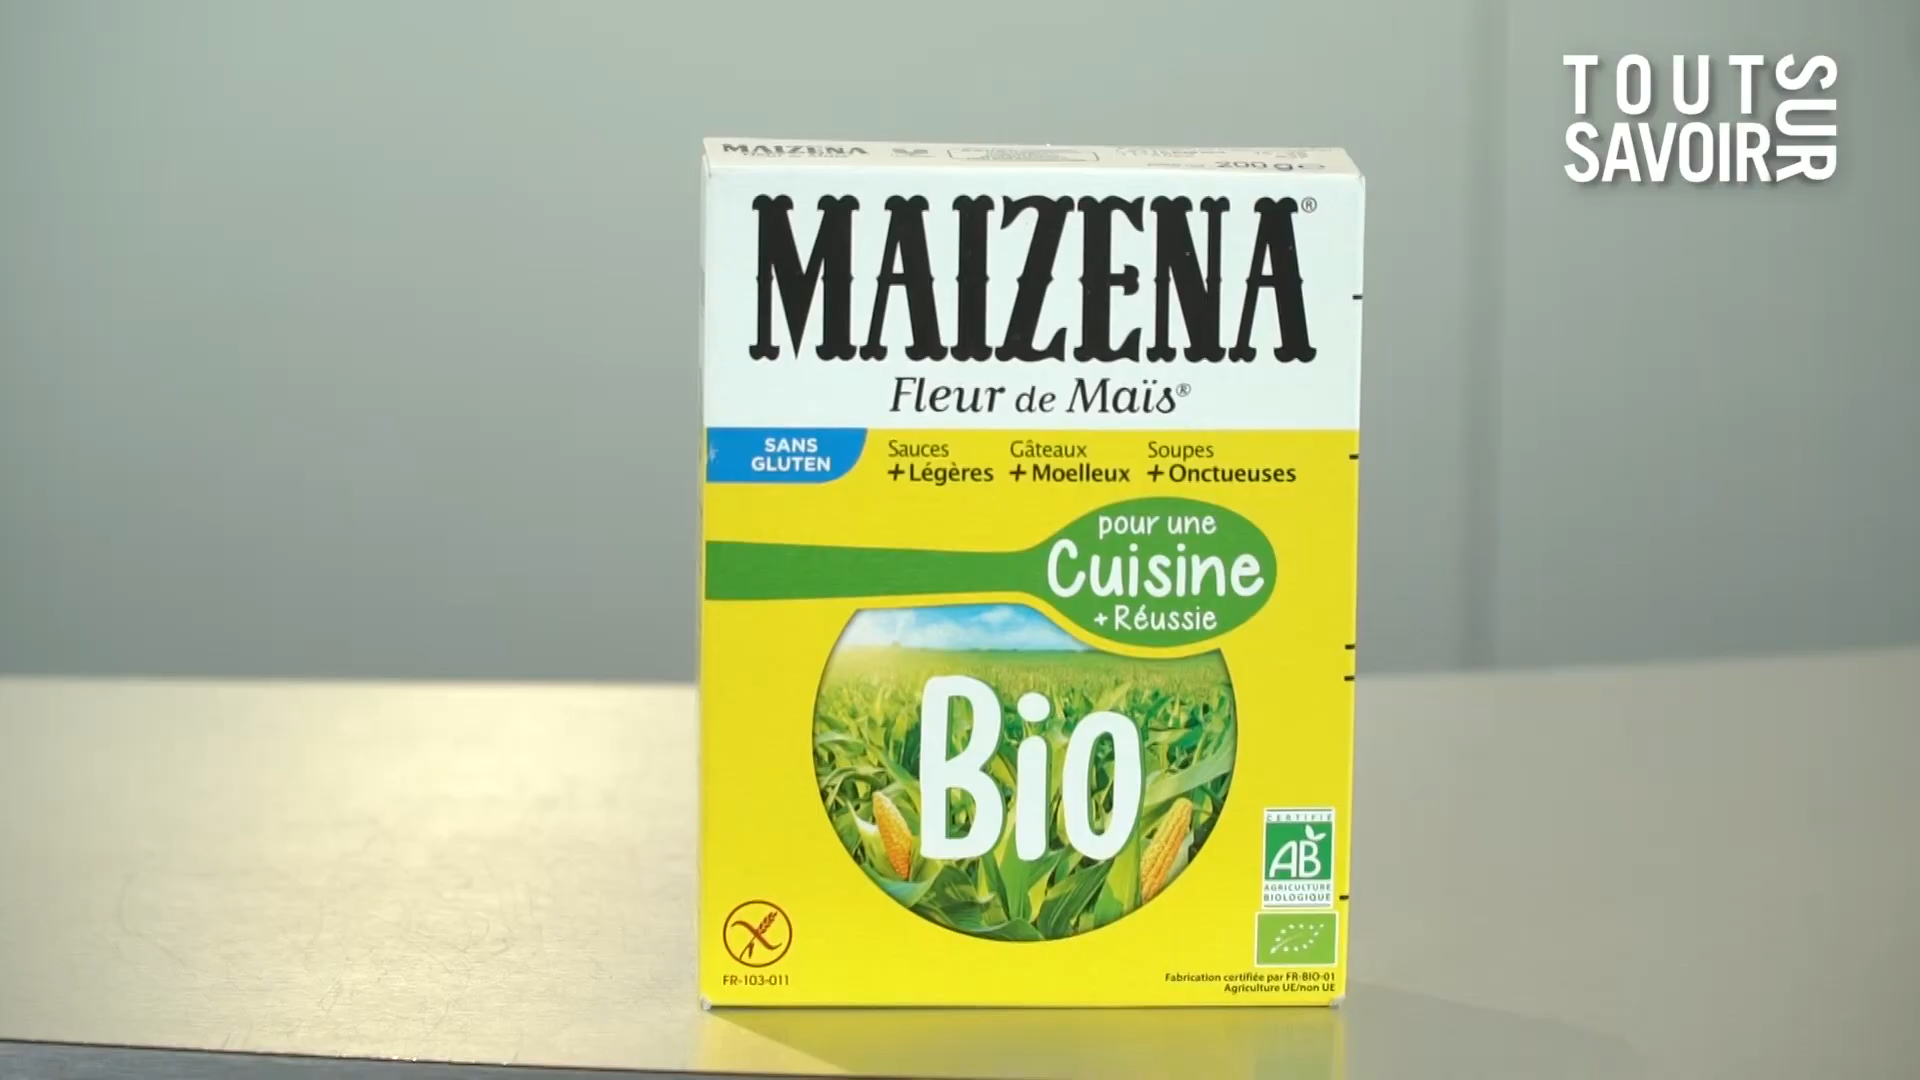 TOUT
SAVOIR
SUR
MAIZENA
200 g e
MAIZENA®
Fleur de Maïs®
SANS
GLUTEN
Sauces
+ Légères
Gâteaux
+ Moelleux
Soupes
+ Onctueuses
pour une
Cuisine
+ Réussie
Bio
CERTIFIÉ
AB
AGRICULTURE
BIOLOGIQUE
FR-103-011
Fabrication certifiée par FR-BIO-01
Agriculture UE/non UE